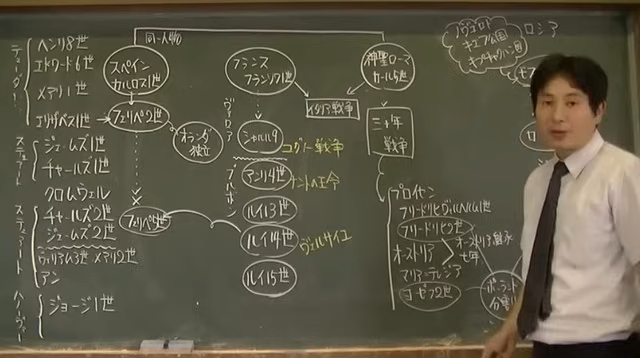 テューダー
ヘンリ8世
エドワード6世
メアリ1世
エリザベス1世
ステュアート
ジェームズ1世
チャールズ1世
クロムウェル
ステュアート
チャールズ2世
ジェームズ2世
ウィリアム3世 メアリ2世
アン
ハノーヴァー
ジョージ1世
同一人物
スペイン
カルロス1世
フェリペ2世
オランダ
独立
フェリペ5世
フランス
フランソワ1世
ヴァロア
シャルル9
ユグノー戦争
ブルボン
アンリ4世
ナントの王令
ルイ13世
ルイ14世
ヴェルサイユ
ルイ15世
神聖ローマ
カール5世
イタリア戦争
三十年
戦争
プロイセン
フリードリヒヴィルヘルム1世
フリードリヒ2世
オーストリア
マリアテレジア
ヨーゼフ2世
オーストリア継承
七年
ポーランド
分割
ノヴゴロド
キエフ公国
キプチャクハン国
ロシア